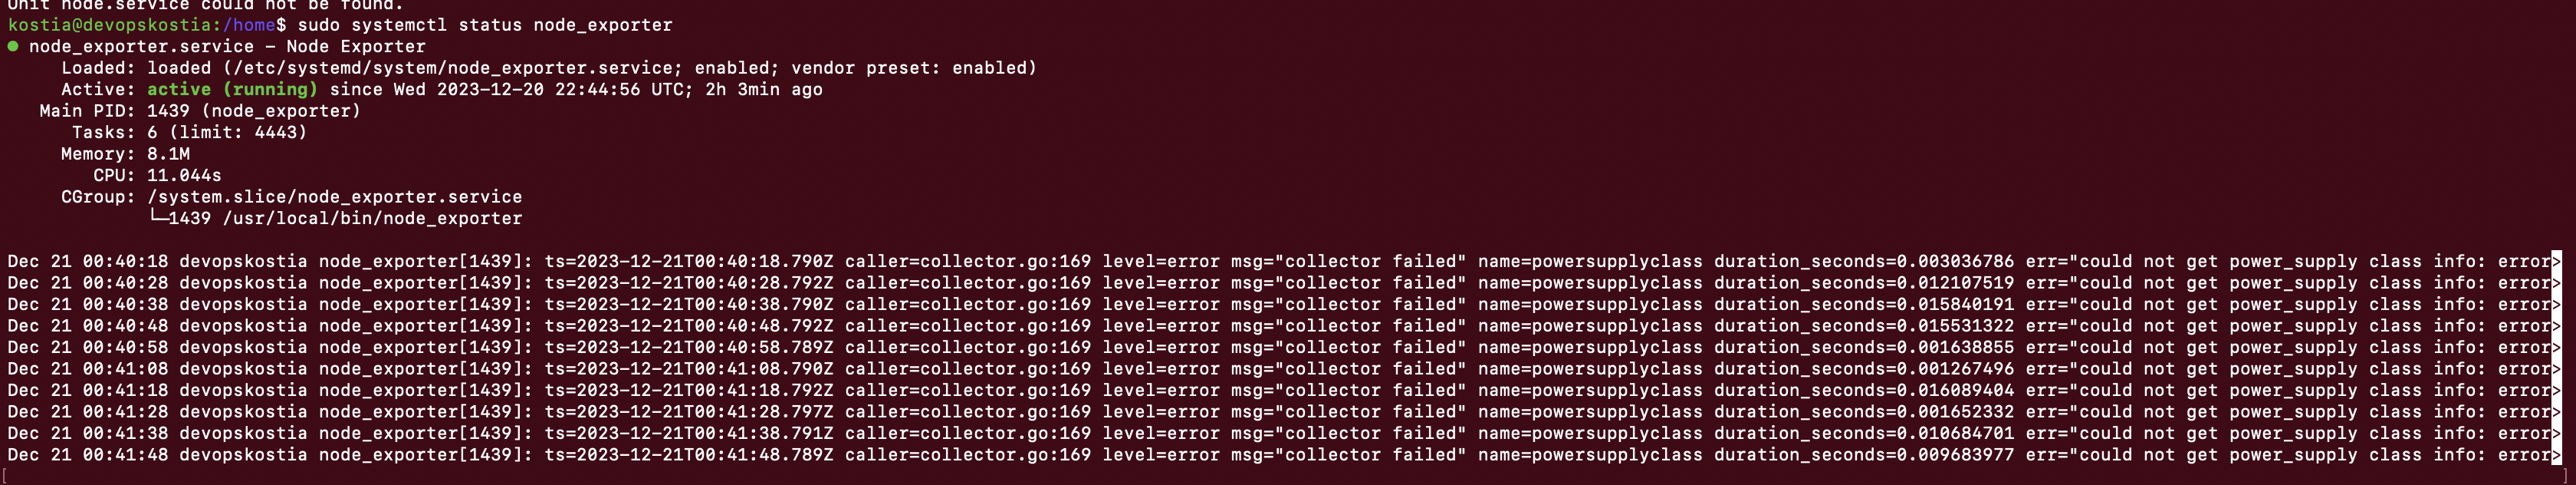 Unit node.service could not be found.
kostia@devopskostia:/home$ sudo systemctl status node_exporter
● node_exporter.service – Node Exporter
Loaded: loaded (/etc/systemd/system/node_exporter.service; enabled; vendor preset: enabled)
Active: active (running) since Wed 2023-12-20 22:44:56 UTC; 2h 3min ago
Main PID: 1439 (node_exporter)
Tasks: 6 (limit: 4443)
Memory: 8.1M
CPU: 11.044s
CGroup: /system.slice/node_exporter.service
└─1439 /usr/local/bin/node_exporter
Dec 21 00:40:18 devopskostia node_exporter[1439]: ts=2023-12-21T00:40:18.790Z caller=collector.go:169 level=error msg="collector failed" name=powersupplyclass duration_seconds=0.003036786 err="could not get power_supply class info: error>
Dec 21 00:40:28 devopskostia node_exporter[1439]: ts=2023-12-21T00:40:28.792Z caller=collector.go:169 level=error msg="collector failed" name=powersupplyclass duration_seconds=0.012107519 err="could not get power_supply class info: error>
Dec 21 00:40:38 devopskostia node_exporter[1439]: ts=2023-12-21T00:40:38.790Z caller=collector.go:169 level=error msg="collector failed" name=powersupplyclass duration_seconds=0.015840191 err="could not get power_supply class info: error>
Dec 21 00:40:48 devopskostia node_exporter[1439]: ts=2023-12-21T00:40:48.792Z caller=collector.go:169 level=error msg="collector failed" name=powersupplyclass duration_seconds=0.015531322 err="could not get power_supply class info: error>
Dec 21 00:40:58 devopskostia node_exporter[1439]: ts=2023-12-21T00:40:58.789Z caller=collector.go:169 level=error msg="collector failed" name=powersupplyclass duration_seconds=0.001638855 err="could not get power_supply class info: error>
Dec 21 00:41:08 devopskostia node_exporter[1439]: ts=2023-12-21T00:41:08.790Z caller=collector.go:169 level=error msg="collector failed" name=powersupplyclass duration_seconds=0.001267496 err="could not get power_supply class info: error>
Dec 21 00:41:18 devopskostia node_exporter[1439]: ts=2023-12-21T00:41:18.792Z caller=collector.go:169 level=error msg="collector failed" name=powersupplyclass duration_seconds=0.016089404 err="could not get power_supply class info: error>
Dec 21 00:41:28 devopskostia node_exporter[1439]: ts=2023-12-21T00:41:28.797Z caller=collector.go:169 level=error msg="collector failed" name=powersupplyclass duration_seconds=0.001652332 err="could not get power_supply class info: error>
Dec 21 00:41:38 devopskostia node_exporter[1439]: ts=2023-12-21T00:41:38.791Z caller=collector.go:169 level=error msg="collector failed" name=powersupplyclass duration_seconds=0.010684701 err="could not get power_supply class info: error>
Dec 21 00:41:48 devopskostia node_exporter[1439]: ts=2023-12-21T00:41:48.789Z caller=collector.go:169 level=error msg="collector failed" name=powersupplyclass duration_seconds=0.009683977 err="could not get power_supply class info: error>